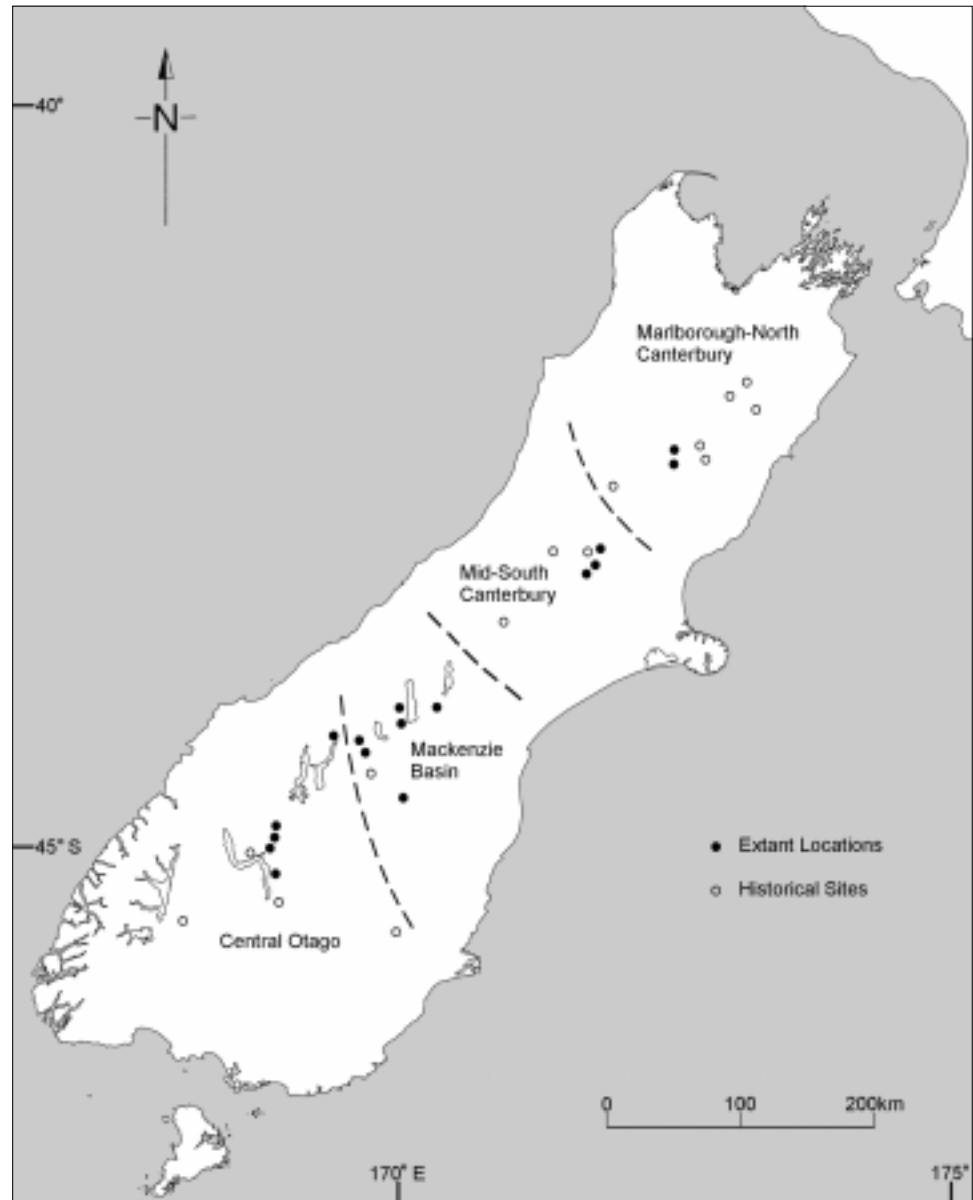 40°
N
Marlborough-North
Canterbury
Mid-South
Canterbury
Mackenzie
Basin
45° S
Extant Locations
Historical Sites
Central Otago
0 100 200km
170° E 175°